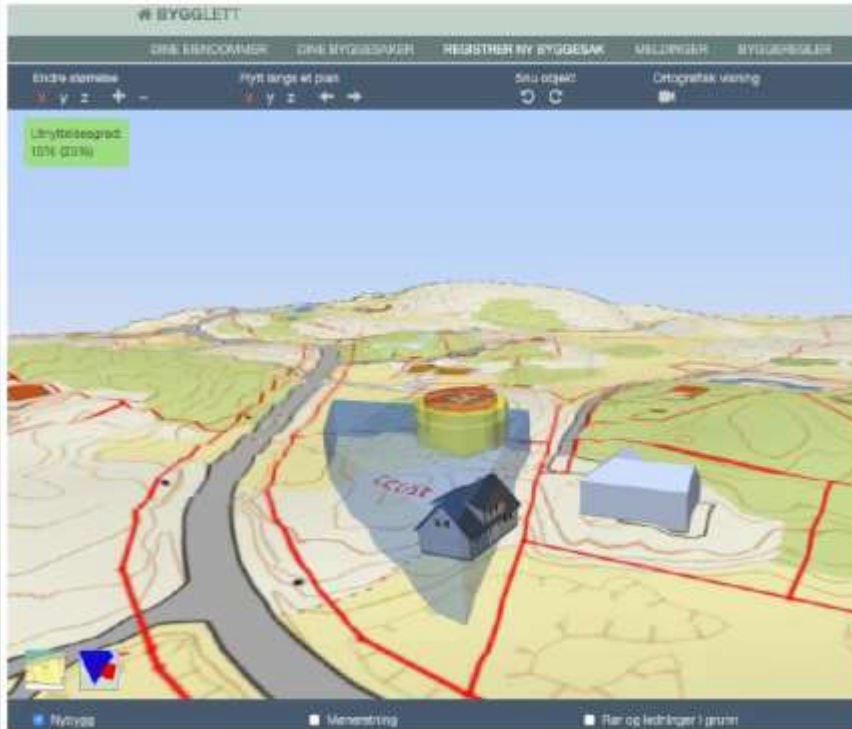 BYGGLETT
DINE EIENDOMMER DINE BYGGESAKER REGISTRER NY BYGGESAK MELDINGER BYGGEREGLER
Endre størrelse Flytt langs et plan Snu objekt Ortografisk visning
x y z + − x y z ← →
Utnyttelsesgrad:
Nybygg Rør og ledninger i grunn